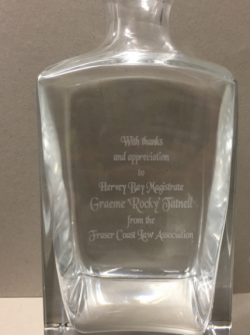 With thanks
and appreciation
to
Hervey Bay Magistrate
Graeme 'Rocky' Tatnell
from the
Fraser Coast Law Association